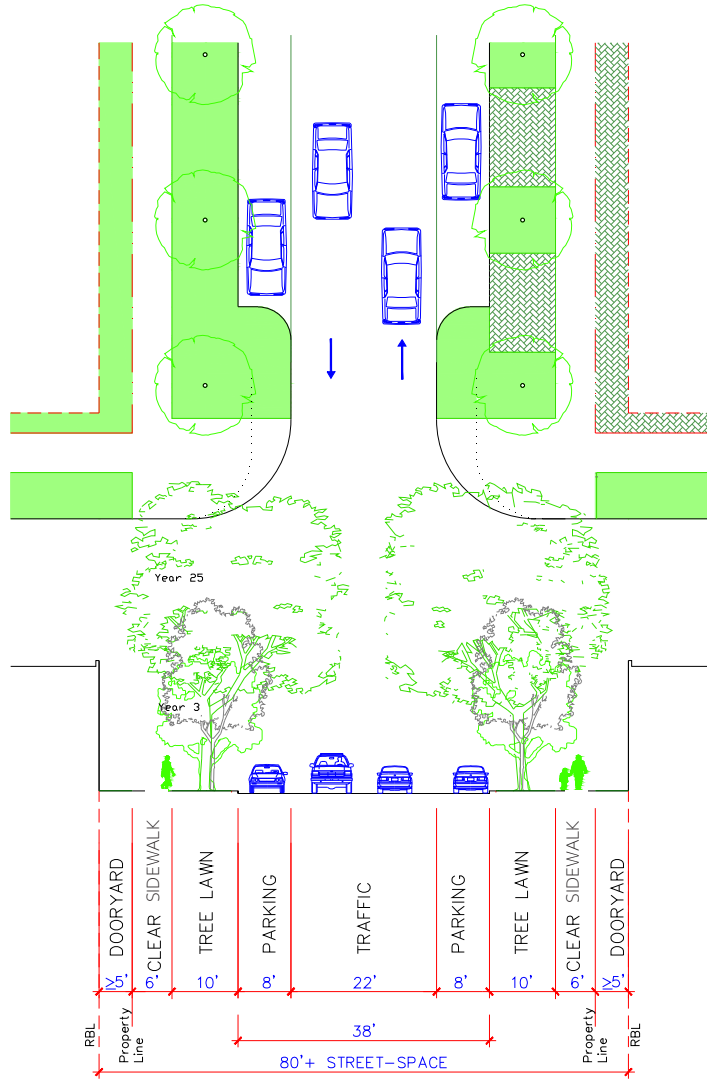 Year 25
Year 3
DOORYARD
CLEAR SIDEWALK
TREE LAWN
PARKING
TRAFFIC
PARKING
TREE LAWN
CLEAR SIDEWALK
DOORYARD
≥5'
6'
10'
8'
22'
8'
10'
6'
≥5'
RBL
Property
Line
38'
Property
Line
RBL
80'+ STREET-SPACE